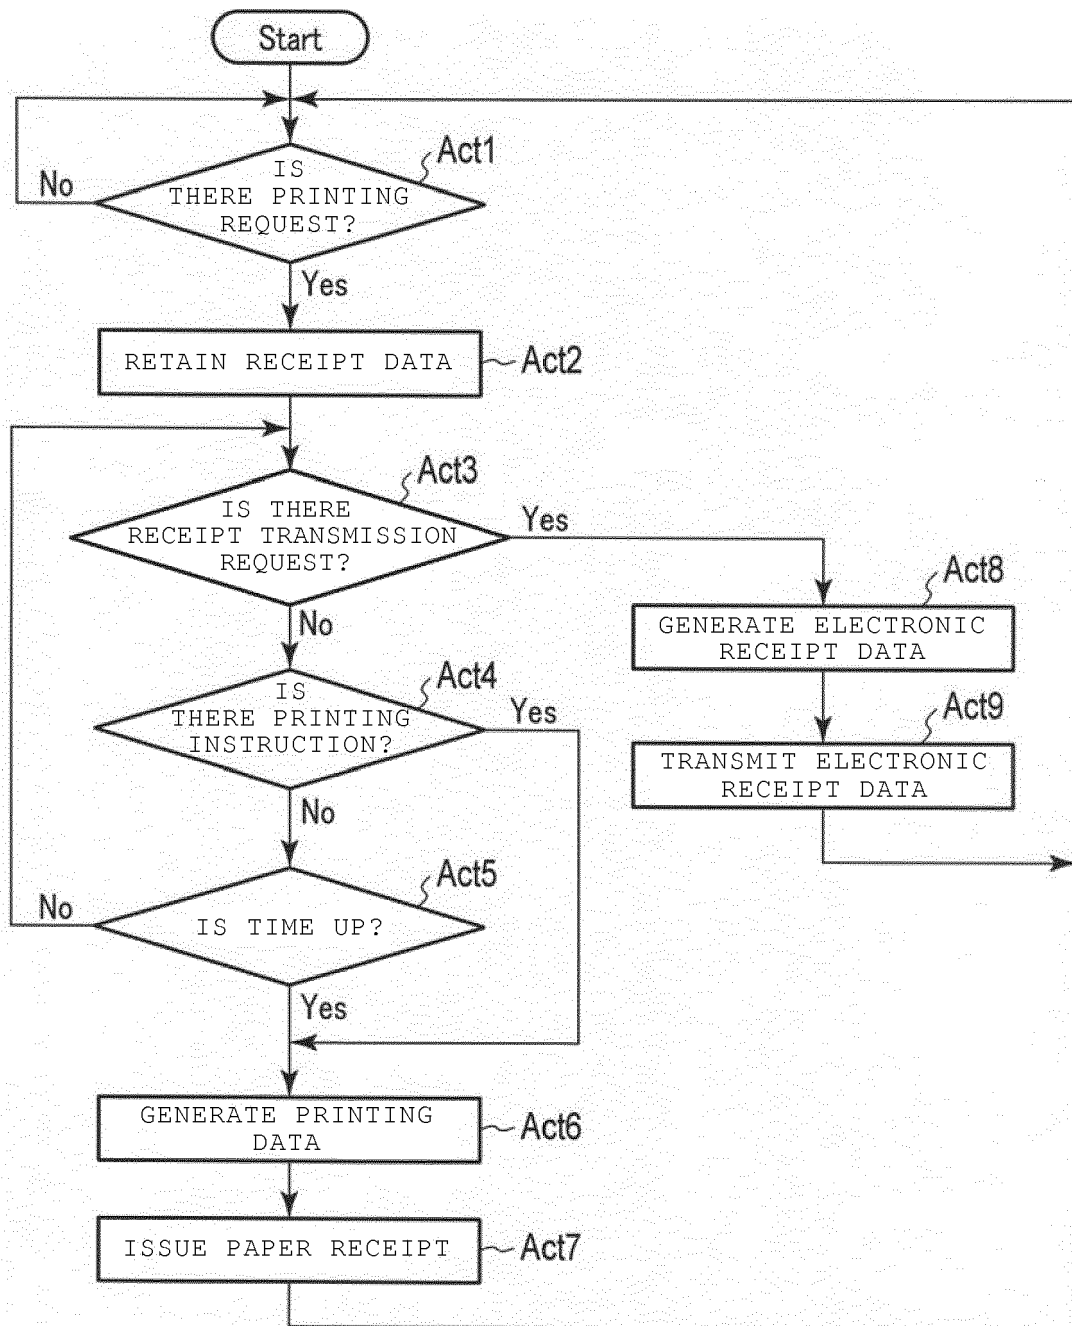 Start
Act1
IS
THERE PRINTING
REQUEST?
No
Yes
RETAIN RECEIPT DATA
Act2
Act3
IS THERE
RECEIPT TRANSMISSION
REQUEST?
Yes
No
Act8
GENERATE ELECTRONIC
RECEIPT DATA
Act4
IS
THERE PRINTING
INSTRUCTION?
Yes
No
Act9
TRANSMIT ELECTRONIC
RECEIPT DATA
Act5
No
IS TIME UP?
Yes
GENERATE PRINTING
DATA
Act6
ISSUE PAPER RECEIPT
Act7